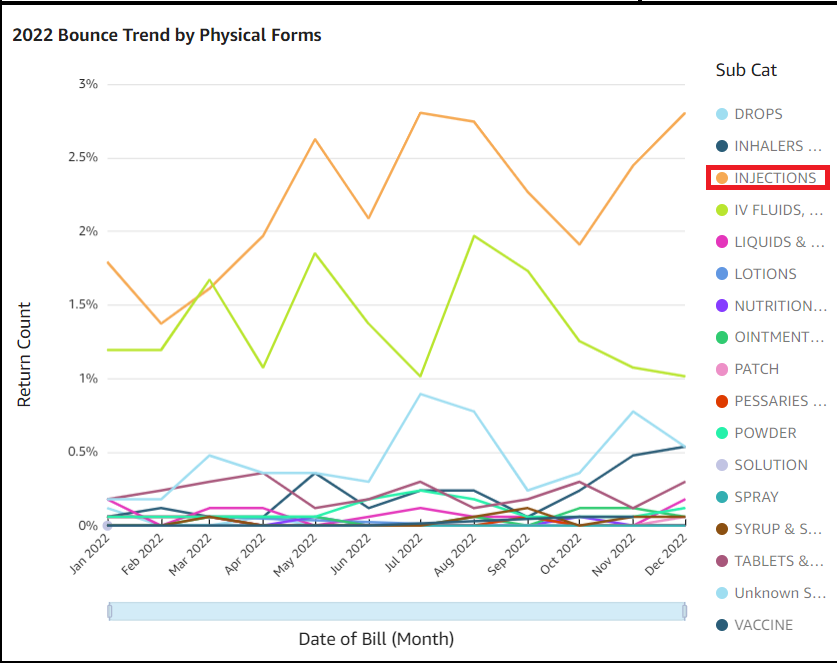 2022 Bounce Trend by Physical Forms
Sub Cat
3%
2.5%
2%
1.5%
1%
0.5%
0%
Return Count
Jan 2022
Feb 2022
Mar 2022
Apr 2022
May 2022
Jun 2022
Jul 2022
Aug 2022
Sep 2022
Oct 2022
Nov 2022
Dec 2022
Date of Bill (Month)
DROPS
INHALERS ...
INJECTIONS
IV FLUIDS, ...
LIQUIDS & ...
LOTIONS
NUTRITION...
OINTMENT...
PATCH
PESSARIES ...
POWDER
SOLUTION
SPRAY
SYRUP & S...
TABLETS &...
Unknown S...
VACCINE